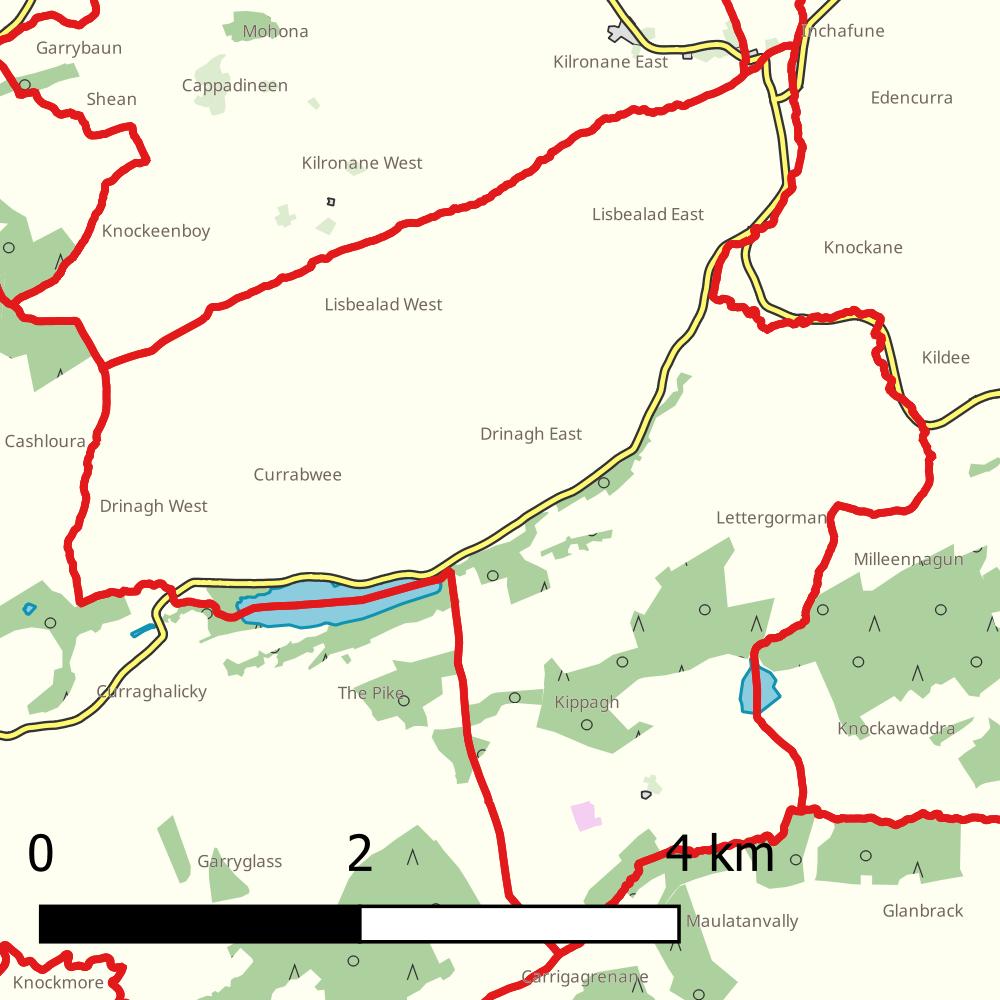 Mohona
Inchafune
Garrybaun
Kilronane East
Cappadineen
Shean
Edencurra
Kilronane West
Lisbealad East
Knockeenboy
Knockane
Lisbealad West
Kildee
Drinagh East
Cashloura
Currabwee
Drinagh West
Lettergorman
Milleennagun
Curraghalicky
The Pike
Kippagh
Knockawaddra
0 2 4 km
Garryglass
Glanbrack
Maulatanvally
Carrigagrenane
Knockmore